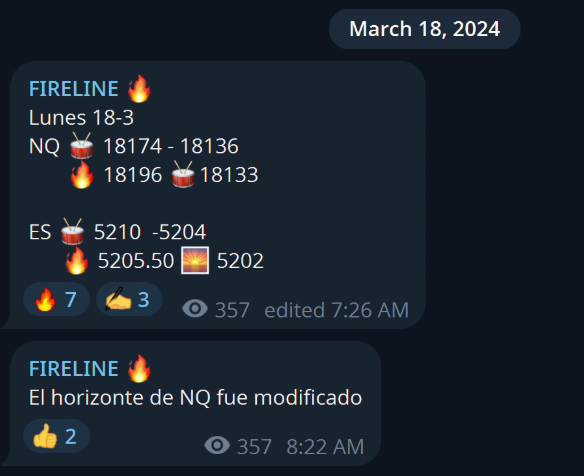 March 18, 2024
FIRELINE 🔥
Lunes 18-3
NQ 🥁 18174 - 18136
🔥 18196 🥁 18133
ES 🥁 5210 -5204
🔥 5205.50 🌅 5202
🔥 7 ✍️ 3 357 edited 7:26 AM
FIRELINE 🔥
El horizonte de NQ fue modificado
👍 2 357 8:22 AM